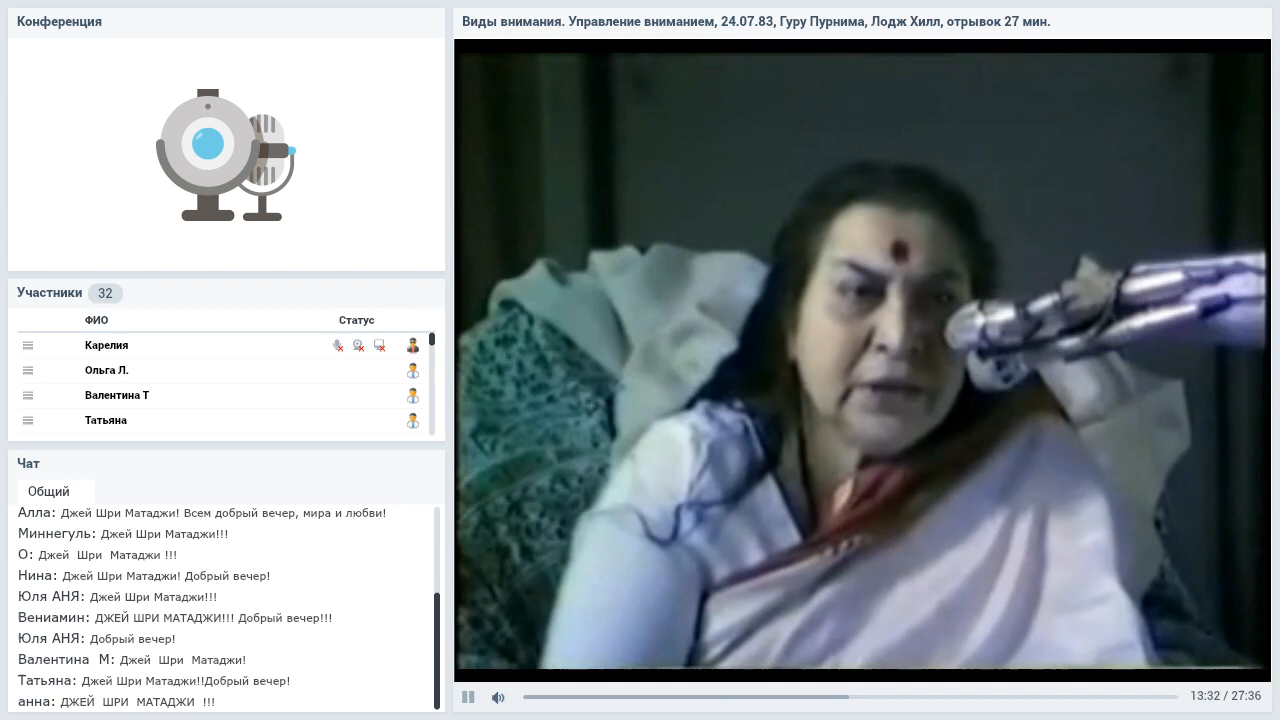 Конференция
Виды внимания. Управление вниманием, 24.07.83, Гуру Пурнима, Лодж Хилл, отрывок 27 мин.
Участники 32
ФИО Статус
Карелия
Ольга Л.
Валентина Т
Татьяна
Чат
Общий
Алла: Джей Шри Матаджи! Всем добрый вечер, мира и любви!
Миннегуль: Джей Шри Матаджи!!!
О: Джей Шри Матаджи !!!
Нина: Джей Шри Матаджи! Добрый вечер!
Юля АНЯ: Джей Шри Матаджи!!!
Вениамин: ДЖЕЙ ШРИ МАТАДЖИ!!! Добрый вечер!!!
Юля АНЯ: Добрый вечер!
Валентина М: Джей Шри Матаджи!
Татьяна: Джей Шри Матаджи!!Добрый вечер!
анна: ДЖЕЙ ШРИ МАТАДЖИ !!!
13:32 / 27:36